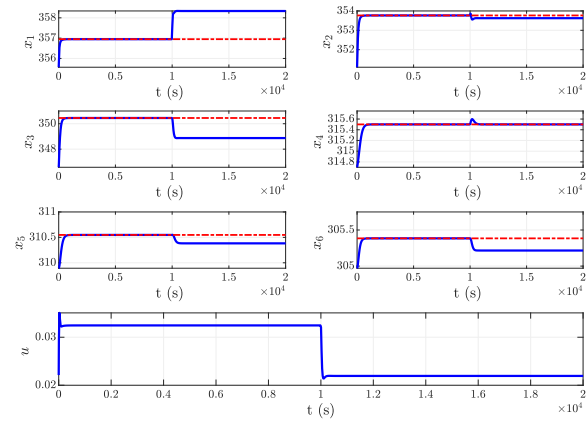 358
357
356
x1
0 0.5 1 1.5 2
t (s)
×10^4
354
353
352
x2
0 0.5 1 1.5 2
t (s)
×10^4
350
348
x3
0 0.5 1 1.5 2
t (s)
×10^4
315.6
315.4
315.2
315
314.8
x4
0 0.5 1 1.5 2
t (s)
×10^4
311
310.5
310
x5
0 0.5 1 1.5 2
t (s)
×10^4
305.5
305
x6
0 0.5 1 1.5 2
t (s)
×10^4
0.03
0.02
u
0 0.2 0.4 0.6 0.8 1 1.2 1.4 1.6 1.8 2
t (s)
×10^4